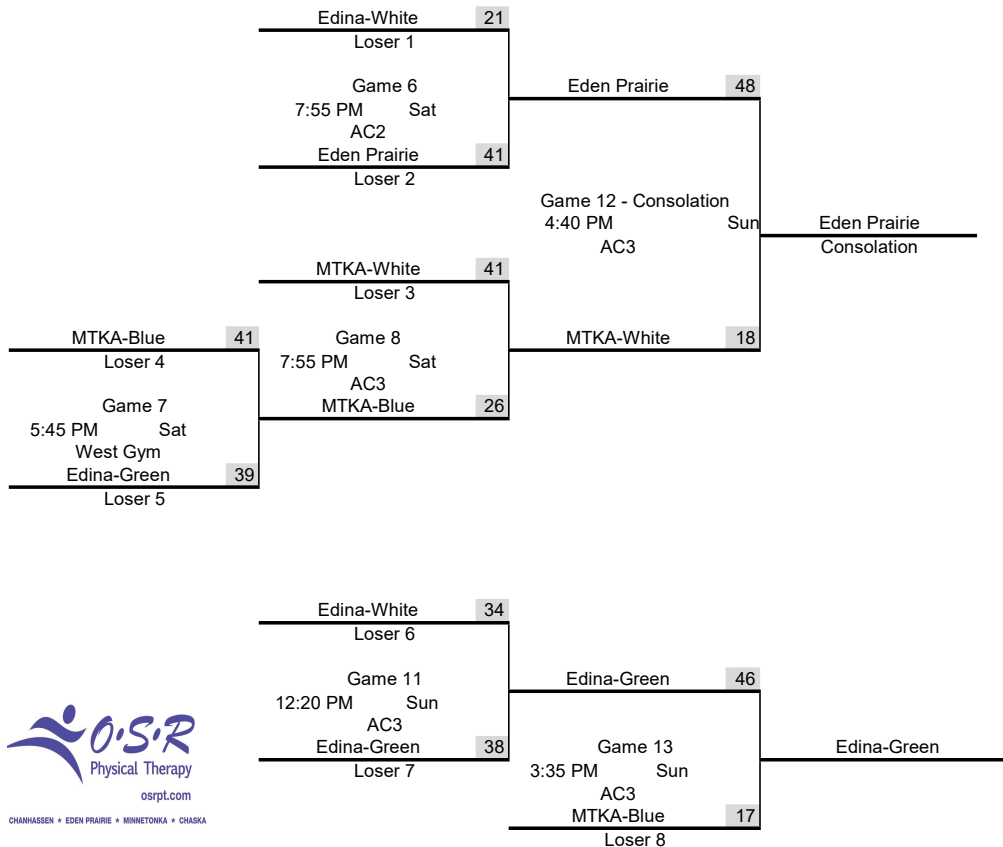 Edina-White 21
Loser 1
Game 6
7:55 PM Sat
AC2
Eden Prairie 41
Loser 2
Eden Prairie 48
Game 12 - Consolation
4:40 PM Sun
AC3
Eden Prairie
Consolation
MTKA-White 41
Loser 3
Game 8
7:55 PM Sat
AC3
MTKA-Blue 26
MTKA-White 18
MTKA-Blue 41
Loser 4
Game 7
5:45 PM Sat
West Gym
Edina-Green 39
Loser 5
Edina-White 34
Loser 6
Game 11
12:20 PM Sun
AC3
Edina-Green 38
Loser 7
Edina-Green 46
Game 13
3:35 PM Sun
AC3
MTKA-Blue 17
Loser 8
Edina-Green
O·S·R
Physical Therapy
osrpt.com
CHANHASSEN ★ EDEN PRAIRIE ★ MINNETONKA ★ CHASKA